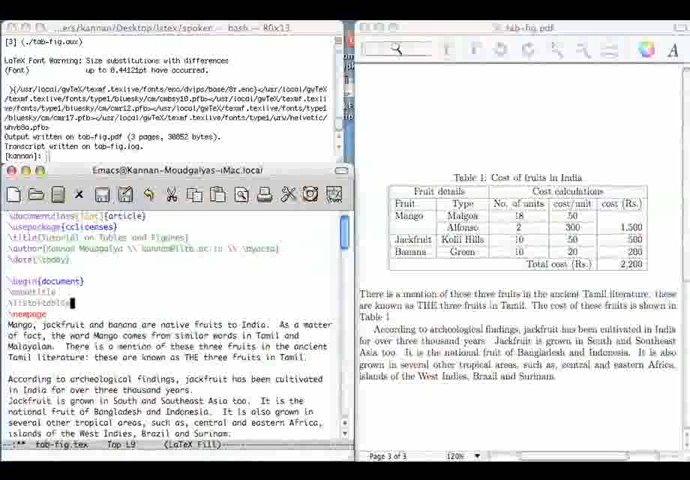 ...ers/kannan/Desktop/latex/spoken — bash — 80x13
[3] (./tab-fig.aux)
LaTeX Font Warning: Size substitutions with differences
(Font) up to 0.44121pt have occurred.
Output written on tab-fig.pdf (3 pages, 38852 bytes).
Transcript written on tab-fig.log.
[kannan]:
Emacs@Kannan-Moudgalyas-iMac.local
\usepackage{cclicenses}
\title{Tutorial on Tables and Figures}
\date{\today}
\begin{document}
\maketitle
\listoftables
\newpage
Mango, jackfruit and banana are native fruits to India. As a matter
of fact, the word Mango comes from similar words in Tamil and
Malayalam. There is a mention of these three fruits in the ancient
Tamil literature: these are known as THE three fruits in Tamil.
According to archeological findings, jackfruit has been cultivated
in India for over three thousand years.
Jackfruit is grown in South and Southeast Asia too. It is the
national fruit of Bangladesh and Indonesia. It is also grown in
several other tropical areas, such as, central and eastern Africa,
islands of the West Indies, Brazil and Surinam.
-:** tab-fig.tex Top L9 (LaTeX Fill)
tab-fig.pdf
Table 1: Cost of fruits in India
Fruit details Cost calculations
Fruit Type No. of units cost/unit cost (Rs.)
Mango Malgoa 18 50
Alfonso 2 300 1,500
Jackfruit Kolli Hills 10 50 500
Banana Green 10 20 200
Total cost (Rs.) 2,200
There is a mention of these three fruits in the ancient Tamil literature, these
are known as THE three fruits in Tamil. The cost of these fruits is shown in
Table 1
According to archeological findings, jackfruit has been cultivated in India
for over three thousand years. Jackfruit is grown in South and Southeast
Asia too. It is the national fruit of Bangladesh and Indonesia. It is also
grown in several other tropical areas, such as, central and eastern Africa,
islands of the West Indies, Brazil and Surinam.
Page 3 of 3 120%